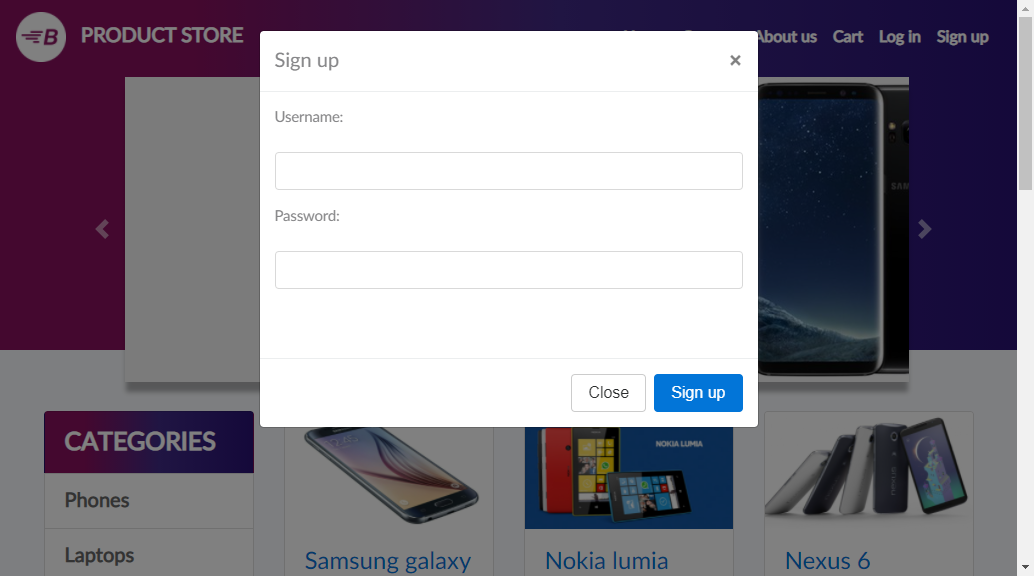 B PRODUCT STORE
About us Cart Log in Sign up
Sign up ×
Username:
Password:
Close Sign up
SAM
CATEGORIES
Phones
Laptops
NOKIA LUMIA
Samsung galaxy
Nokia lumia
Nexus 6